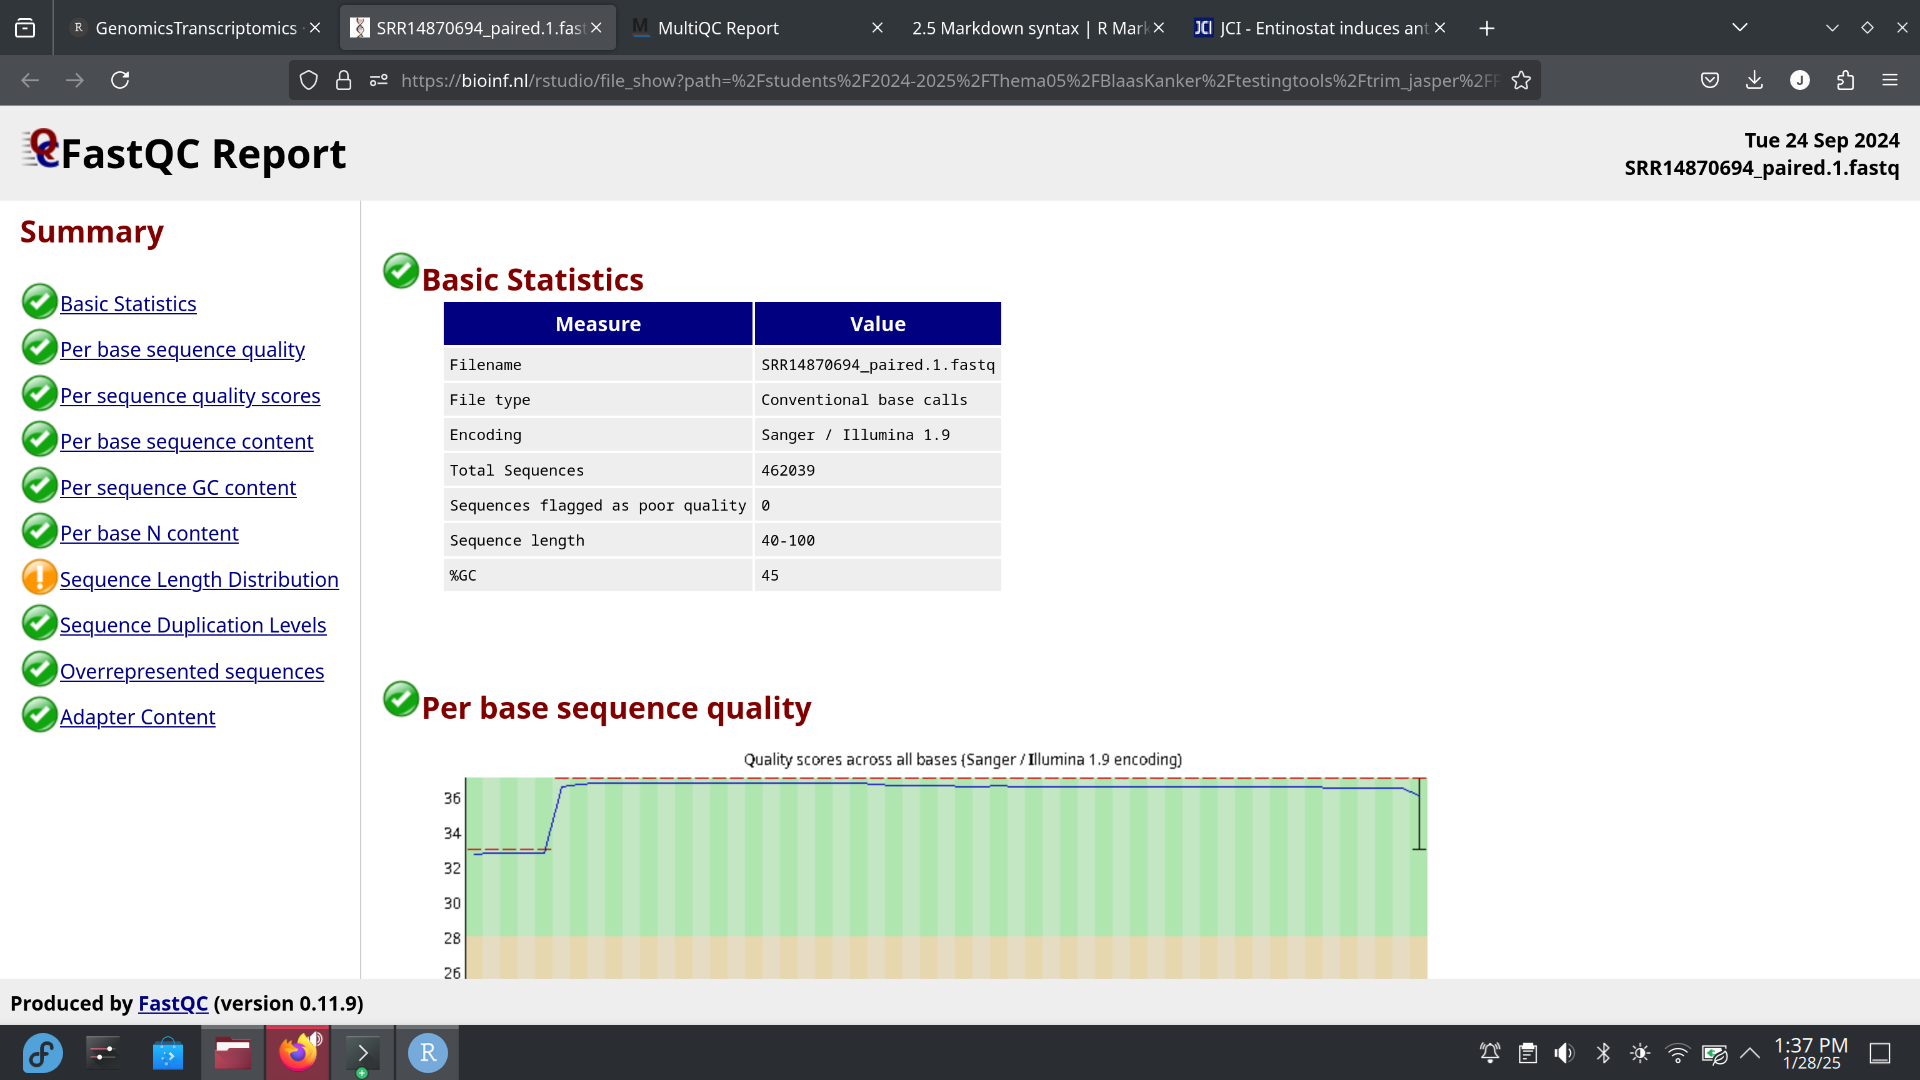 GenomicsTranscriptomics
SRR14870694_paired.1.fast
MultiQC Report
2.5 Markdown syntax | R Mark
JCI - Entinostat induces ant
https://bioinf.nl/rstudio/file_show?path=%2Fstudents%2F2024-2025%2FThema05%2FBlaasKanker%2Ftestingtools%2Ftrim_jasper%2FF
J
FastQC Report
Tue 24 Sep 2024
SRR14870694_paired.1.fastq
Summary
Basic Statistics
Per base sequence quality
Per sequence quality scores
Per base sequence content
Per sequence GC content
Per base N content
Sequence Length Distribution
Sequence Duplication Levels
Overrepresented sequences
Adapter Content
Basic Statistics
Measure Value
Filename SRR14870694_paired.1.fastq
File type Conventional base calls
Encoding Sanger / Illumina 1.9
Total Sequences 462039
Sequences flagged as poor quality 0
Sequence length 40-100
%GC 45
Per base sequence quality
Quality scores across all bases (Sanger / Illumina 1.9 encoding)
36
34
32
30
28
26
Produced by FastQC (version 0.11.9)
R
1:37 PM
1/28/25